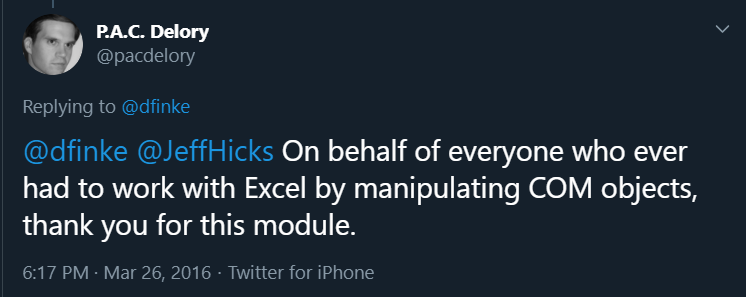 P.A.C. Delory
@pacdelory
Replying to @dfinke
@dfinke @JeffHicks On behalf of everyone who ever
had to work with Excel by manipulating COM objects,
thank you for this module.
6:17 PM · Mar 26, 2016 · Twitter for iPhone